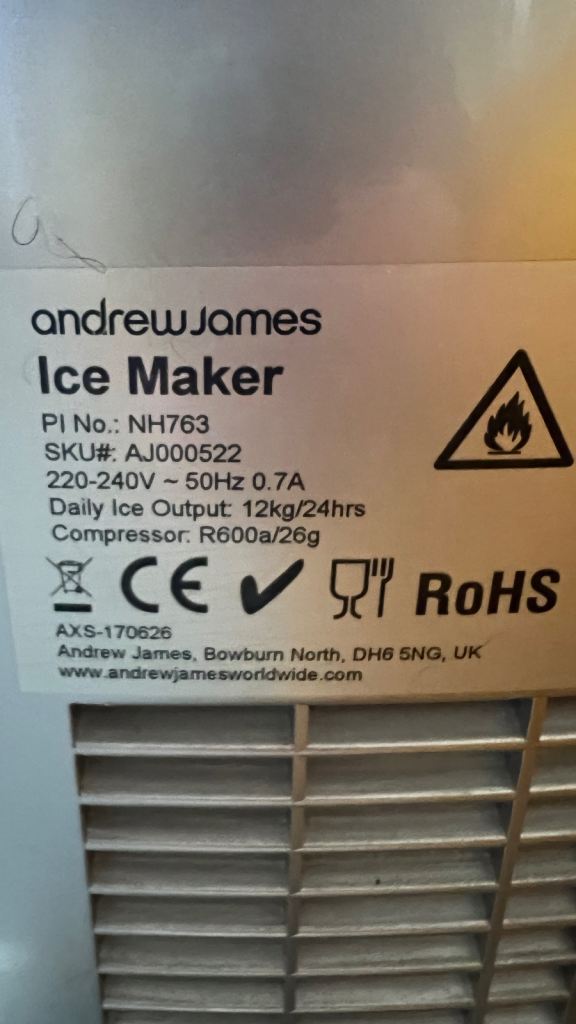 andrewjames
Ice Maker
PI No.: NH763
SKU#: AJ000522
220-240V ~ 50Hz 0.7A
Daily Ice Output: 12kg/24hrs
Compressor: R600a/26g
CE RoHS
AXS-170626
Andrew James, Bowburn North, DH6 5NG, UK
www.andrewjamesworldwide.com